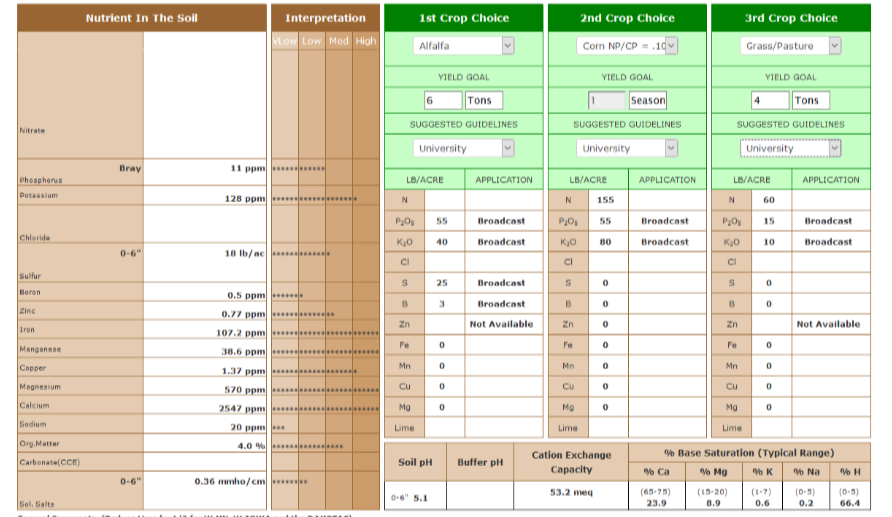 Nutrient In The Soil
Interpretation
1st Crop Choice
2nd Crop Choice
3rd Crop Choice
VLow Low Med High
Alfalfa
Corn NP/CP = .10
Grass/Pasture
YIELD GOAL
YIELD GOAL
YIELD GOAL
6 Tons
1 Season
4 Tons
SUGGESTED GUIDELINES
SUGGESTED GUIDELINES
SUGGESTED GUIDELINES
University
University
University
LB/ACRE APPLICATION
LB/ACRE APPLICATION
LB/ACRE APPLICATION
Nitrate
Bray 11 ppm ************
Phosphorus
Potassium 128 ppm *******************
Chloride
0-6" 18 lb/ac *************
Sulfur
Boron 0.5 ppm *******
Zinc 0.77 ppm **************
Iron 107.2 ppm ************************
Manganese 38.6 ppm ************************
Copper 1.37 ppm *******************
Magnesium 570 ppm ************************
Calcium 2547 ppm ************************
Sodium 20 ppm ***
Org.Matter 4.0 % ****************
Carbonate(CCE)
0-6" 0.36 mmho/cm ********
Sol. Salts
N
P2O5 55 Broadcast
K2O 40 Broadcast
Cl
S 25 Broadcast
B 3 Broadcast
Zn Not Available
Fe 0
Mn 0
Cu 0
Mg 0
Lime
N 155
P2O5 55 Broadcast
K2O 80 Broadcast
Cl
S 0
B 0
Zn 0
Fe 0
Mn 0
Cu 0
Mg 0
Lime
N 60
P2O5 15 Broadcast
K2O 10 Broadcast
Cl
S 0
B 0
Zn Not Available
Fe 0
Mn 0
Cu 0
Mg 0
Lime
Soil pH
Buffer pH
Cation Exchange
Capacity
% Base Saturation (Typical Range)
% Ca % Mg % K % Na % H
0-6" 5.1
53.2 meq
(65-75) (15-20) (1-7) (0-5) (0-5)
23.9 8.9 0.6 0.2 66.4